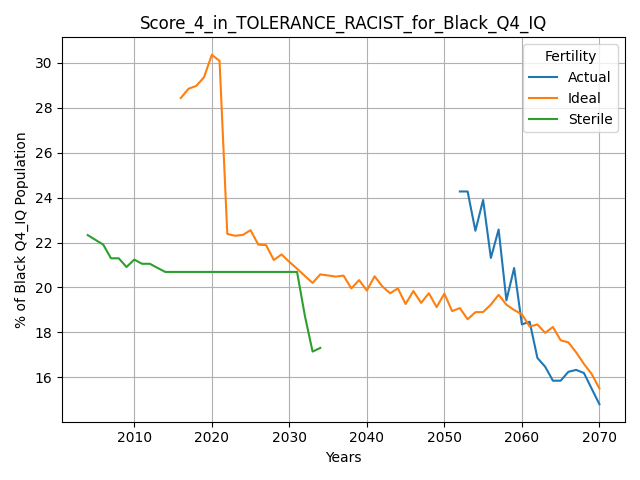 Score_4_in_TOLERANCE_RACIST_for_Black_Q4_IQ
Fertility
Actual
Ideal
Sterile
% of Black Q4_IQ Population
30
28
26
24
22
20
18
16
2010 2020 2030 2040 2050 2060 2070
Years